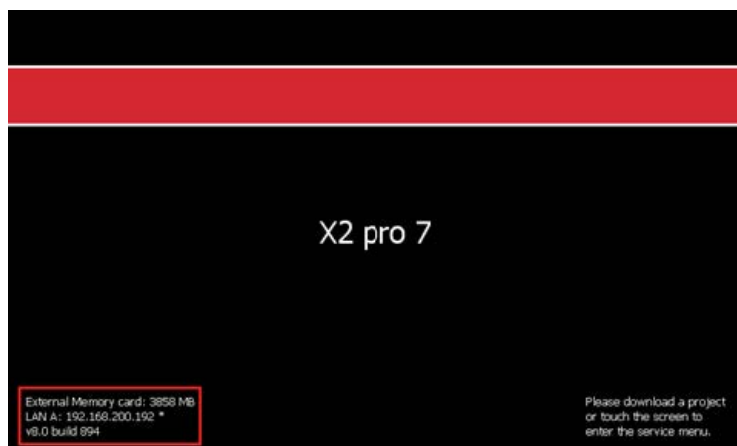 X2 pro 7
External Memory card: 3858 MB
LAN A: 192.168.200.192 *
v8.0 build 894
Please download a project
or touch the screen to
enter the service menu.